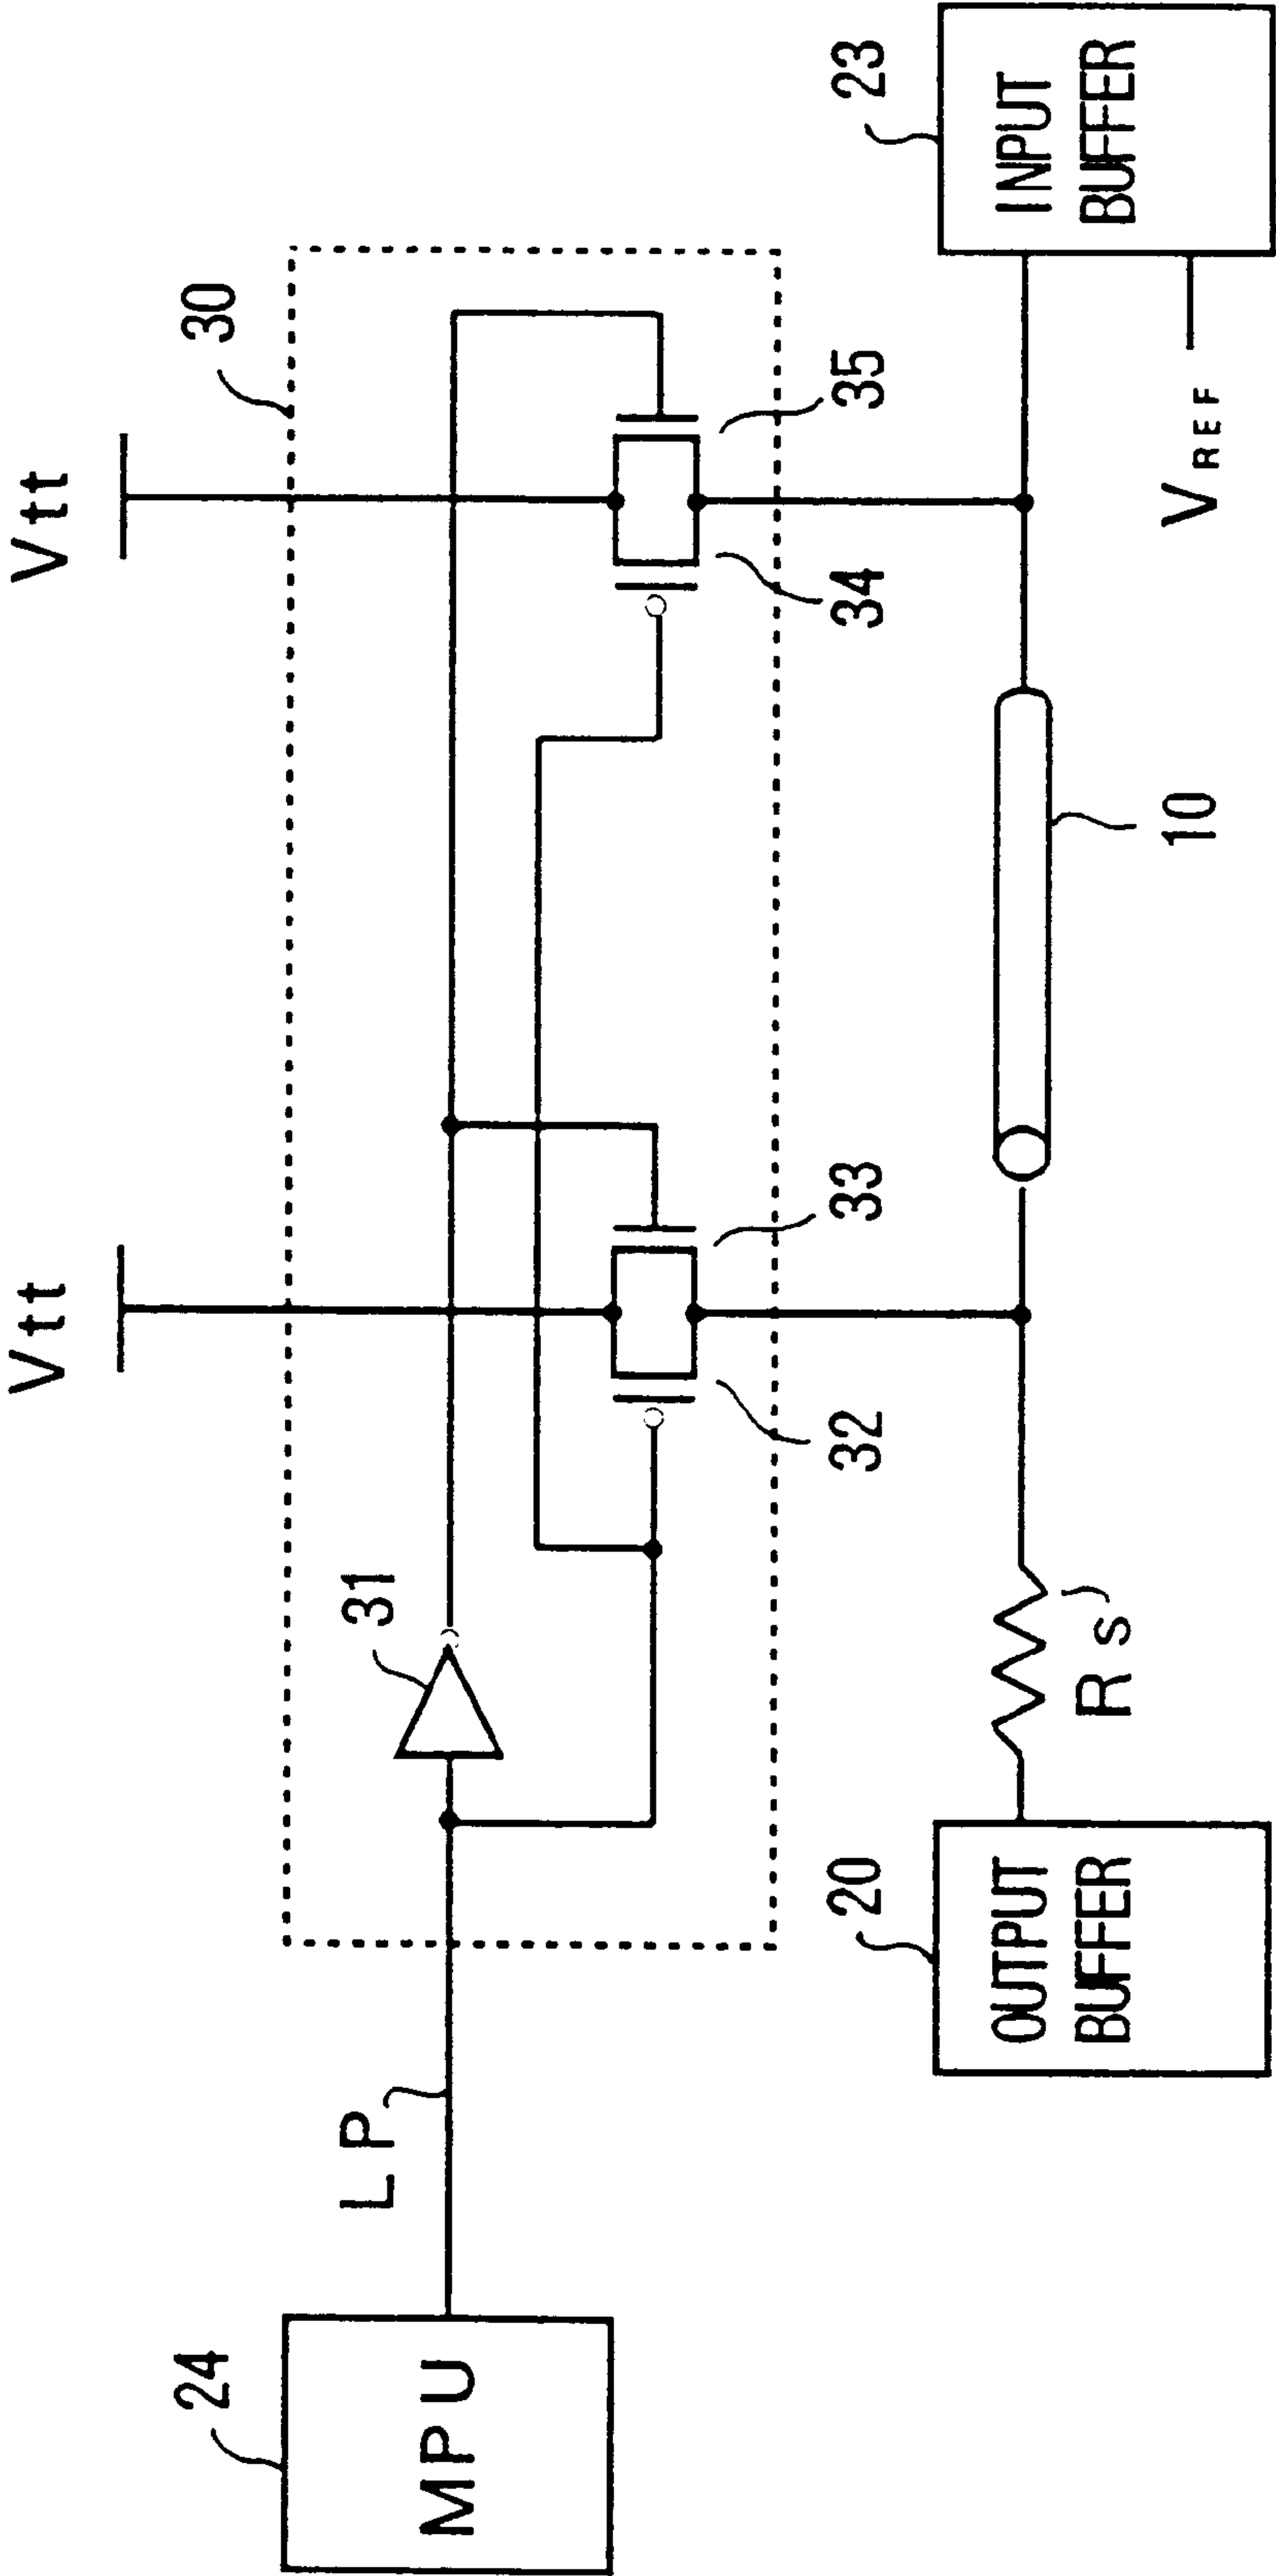 Vtt
Vtt
30
31
32
33
34
35
24
MPU
LP
20
OUTPUT
BUFFER
Rs
10
23
INPUT
BUFFER
VREF